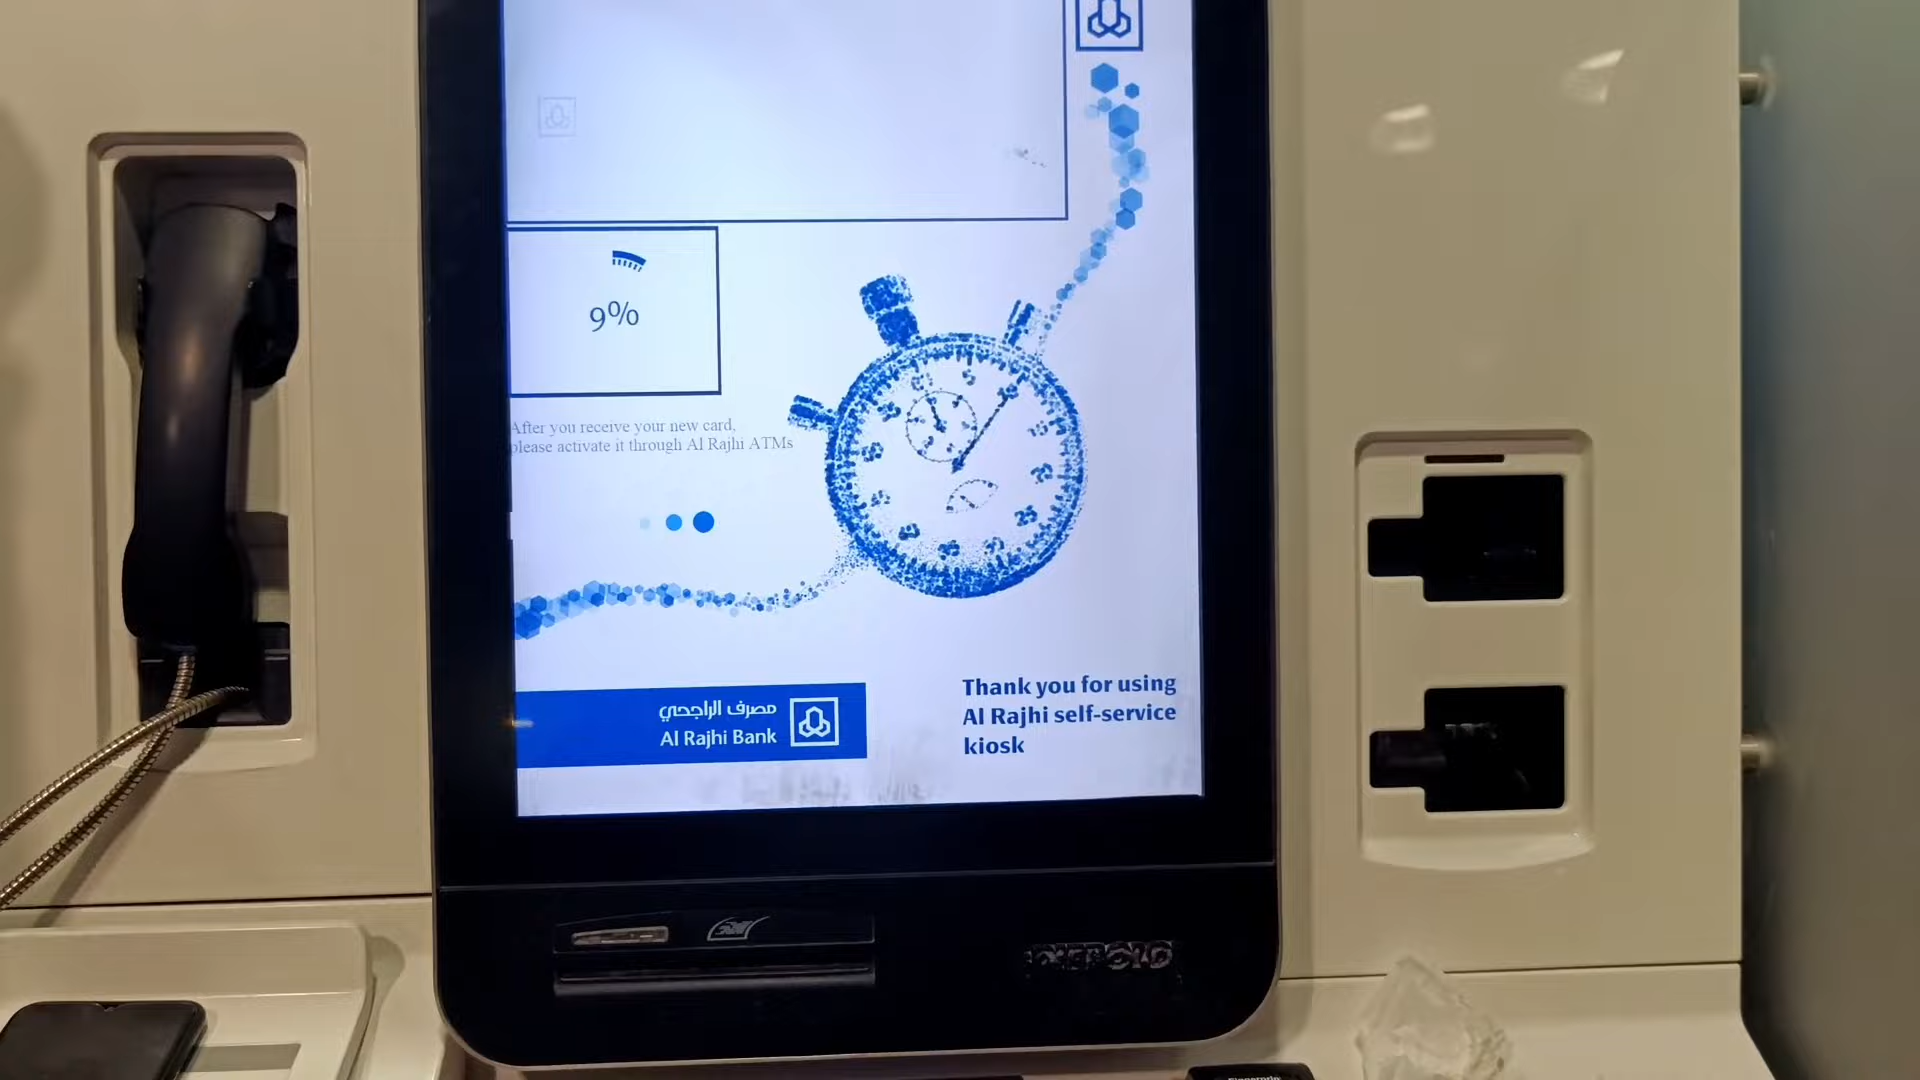 9%
After you receive your new card,
please activate it through Al Rajhi ATMs
مصرف الراجحي
Al Rajhi Bank
Thank you for using
Al Rajhi self-service
kiosk